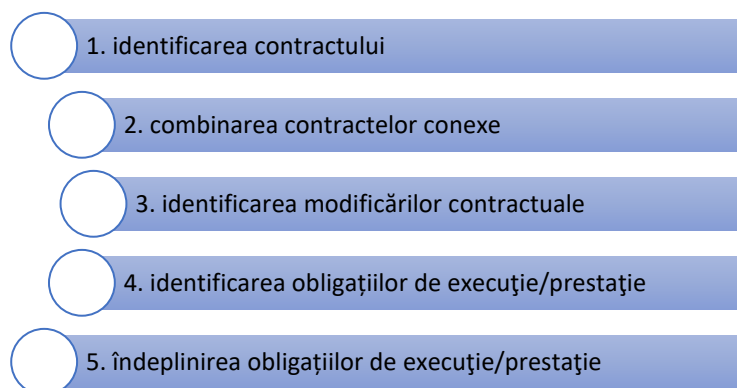 1. identificarea contractului
2. combinarea contractelor conexe
3. identificarea modificărilor contractuale
4. identificarea obligațiilor de execuţie/prestaţie
5. îndeplinirea obligațiilor de execuţie/prestaţie